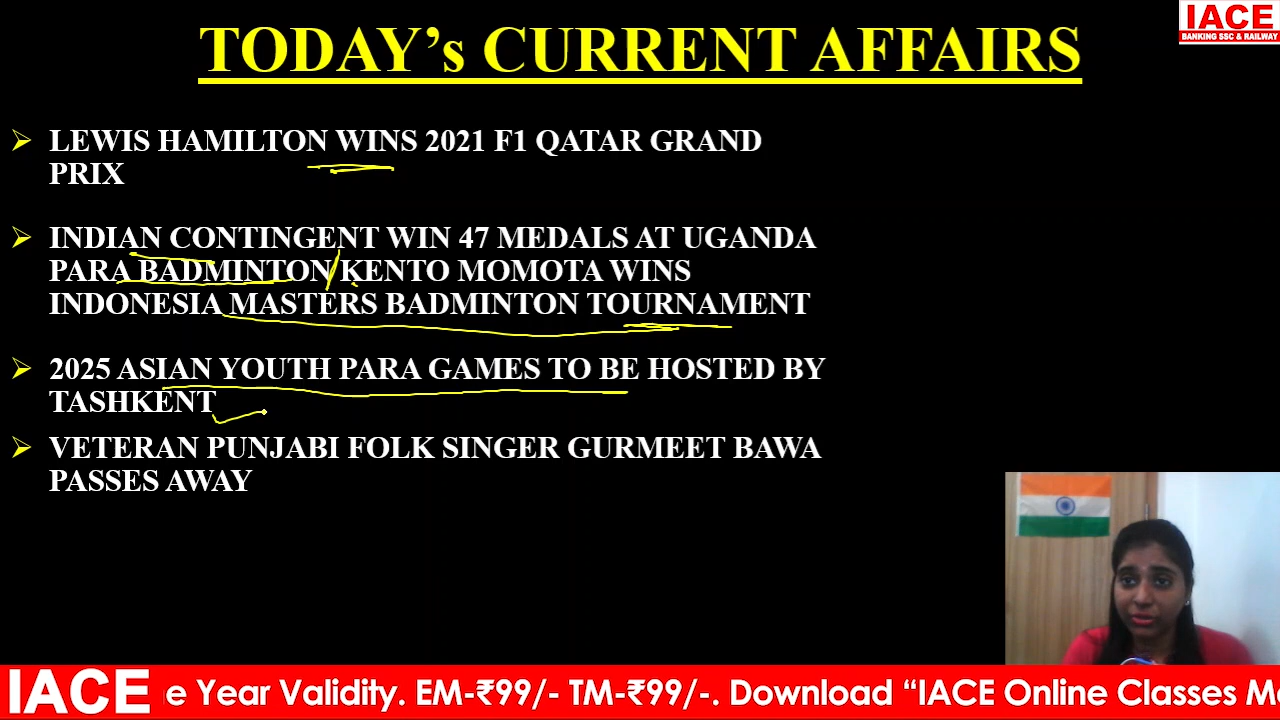 IACE
BANKING SSC & RAILWAY
TODAY’s CURRENT AFFAIRS
LEWIS HAMILTON WINS 2021 F1 QATAR GRAND
PRIX
INDIAN CONTINGENT WIN 47 MEDALS AT UGANDA
PARA BADMINTON/KENTO MOMOTA WINS
INDONESIA MASTERS BADMINTON TOURNAMENT
2025 ASIAN YOUTH PARA GAMES TO BE HOSTED BY
TASHKENT
VETERAN PUNJABI FOLK SINGER GURMEET BAWA
PASSES AWAY
IACE e Year Validity. EM-₹99/- TM-₹99/-. Download “IACE Online Classes M